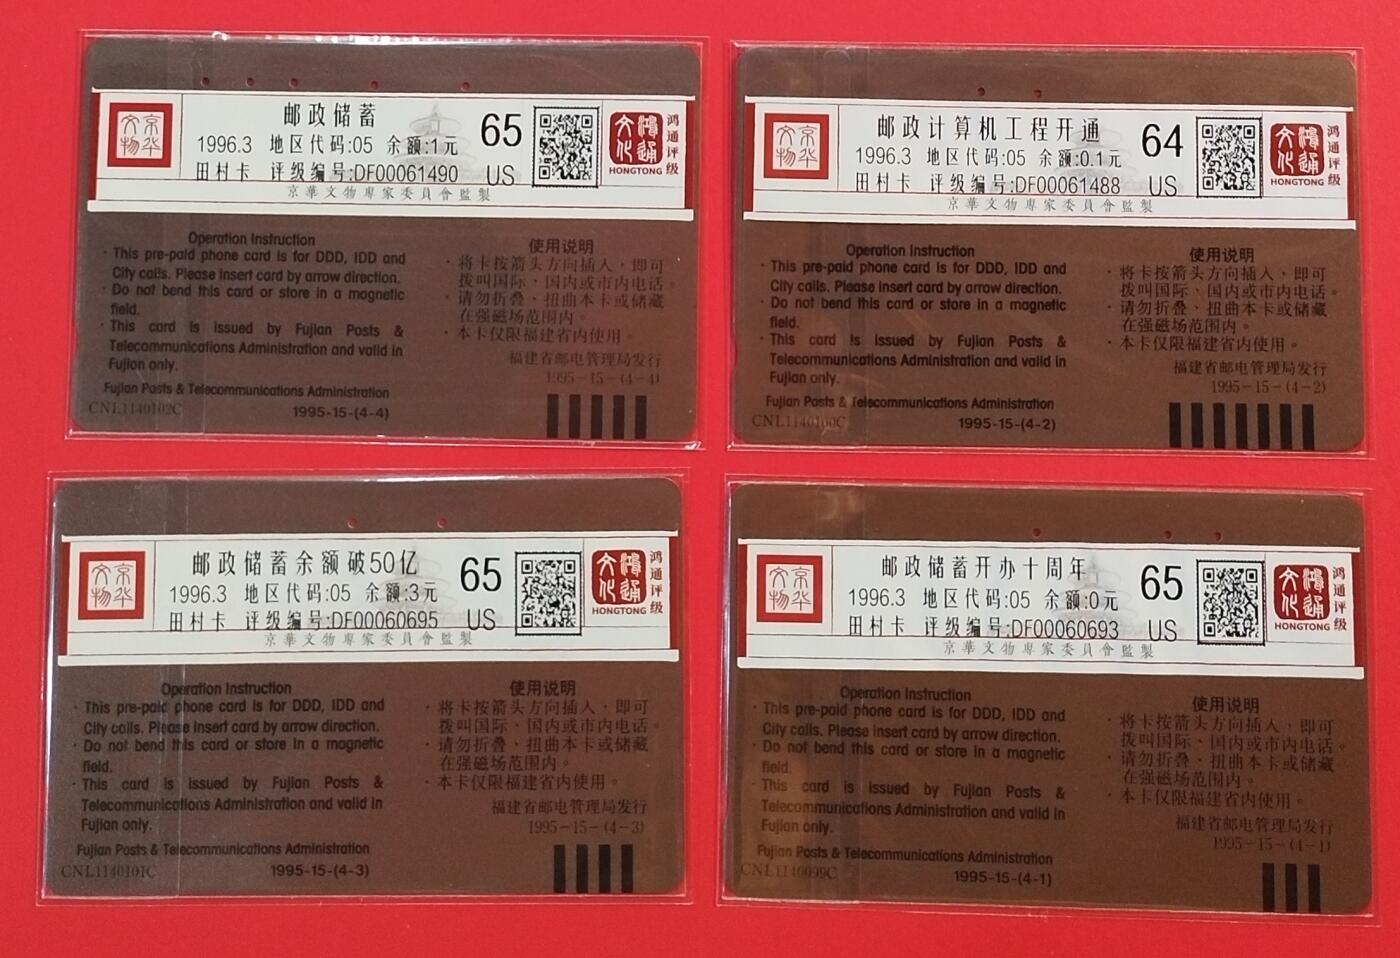 京华
文物
邮政储蓄
1996.3 地区代码:05 余额:1元
田村卡 评级编号:DF00061490
65
US
鸿通
文化
HONGTONG
鸿通评级
京華文物專家委員會監製
Operation Instruction
· This pre-paid phone card is for DDD, IDD and
City calls. Please insert card by arrow direction.
· Do not bend this card or store in a magnetic
field.
· This card is issued by Fujian Posts &
Telecommunications Administration and valid in
Fujian only.
Fujian Posts & Telecommunications Administration
CNL1140102C
1995-15-(4-4)
使用说明
· 将卡按箭头方向插入，即可
拨叫国际、国内或市内电话。
· 请勿折叠、扭曲本卡或储藏
在强磁场范围内。
· 本卡仅限福建省内使用。
福建省邮电管理局发行
1995-15-(4-4)
京华
文物
邮政计算机工程开通
1996.3 地区代码:05 余额:0.1元
田村卡 评级编号:DF00061488
64
US
鸿通
文化
HONGTONG
鸿通评级
京華文物專家委員會監製
Operation Instruction
· This pre-paid phone card is for DDD, IDD and
City calls. Please insert card by arrow direction.
· Do not bend this card or store in a magnetic
field.
· This card is issued by Fujian Posts &
Telecommunications Administration and valid in
Fujian only.
Fujian Posts & Telecommunications Administration
CNL1140100C
1995-15-(4-2)
使用说明
· 将卡按箭头方向插入，即可
拨叫国际、国内或市内电话。
· 请勿折叠、扭曲本卡或储藏
在强磁场范围内。
· 本卡仅限福建省内使用。
福建省邮电管理局发行
1995-15-(4-2)
京华
文物
邮政储蓄余额破50亿
1996.3 地区代码:05 余额:3元
田村卡 评级编号:DF00060695
65
US
鸿通
文化
HONGTONG
鸿通评级
京華文物專家委員會監製
Operation Instruction
· This pre-paid phone card is for DDD, IDD and
City calls. Please insert card by arrow direction.
· Do not bend this card or store in a magnetic
field.
· This card is issued by Fujian Posts &
Telecommunications Administration and valid in
Fujian only.
Fujian Posts & Telecommunications Administration
CNL1140101C
1995-15-(4-3)
使用说明
· 将卡按箭头方向插入，即可
拨叫国际、国内或市内电话。
· 请勿折叠、扭曲本卡或储藏
在强磁场范围内。
· 本卡仅限福建省内使用。
福建省邮电管理局发行
1995-15-(4-3)
京华
文物
邮政储蓄开办十周年
1996.3 地区代码:05 余额:0元
田村卡 评级编号:DF00060693
65
US
鸿通
文化
HONGTONG
鸿通评级
京華文物專家委員會監製
Operation Instruction
· This pre-paid phone card is for DDD, IDD and
City calls. Please insert card by arrow direction.
· Do not bend this card or store in a magnetic
field.
· This card is issued by Fujian Posts &
Telecommunications Administration and valid in
Fujian only.
Fujian Posts & Telecommunications Administration
CNL1140099C
1995-15-(4-1)
使用说明
· 将卡按箭头方向插入，即可
拨叫国际、国内或市内电话。
· 请勿折叠、扭曲本卡或储藏
在强磁场范围内。
· 本卡仅限福建省内使用。
福建省邮电管理局发行
1995-15-(4-1)